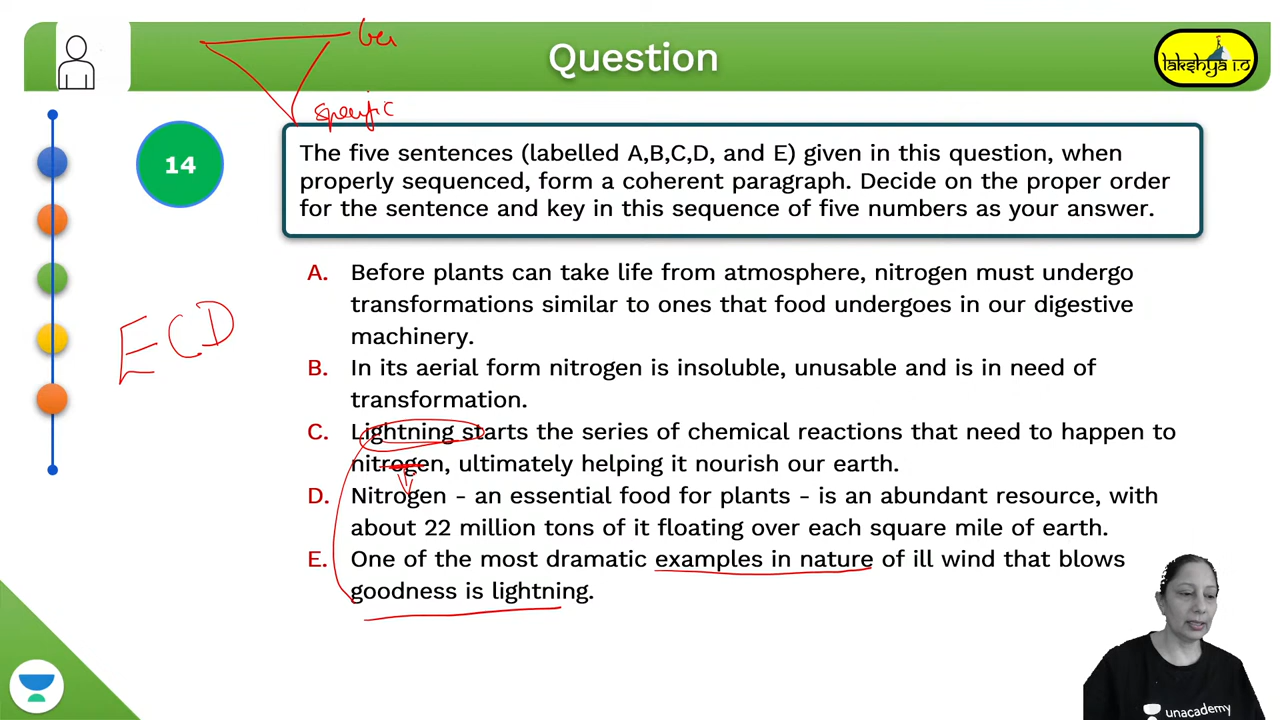 Question
lakshya 1.0
specific
14
The five sentences (labelled A,B,C,D, and E) given in this question, when
properly sequenced, form a coherent paragraph. Decide on the proper order
for the sentence and key in this sequence of five numbers as your answer.
A. Before plants can take life from atmosphere, nitrogen must undergo
transformations similar to ones that food undergoes in our digestive
machinery.
ECD
B. In its aerial form nitrogen is insoluble, unusable and is in need of
transformation.
C. Lightning starts the series of chemical reactions that need to happen to
nitrogen, ultimately helping it nourish our earth.
D. Nitrogen - an essential food for plants - is an abundant resource, with
about 22 million tons of it floating over each square mile of earth.
E. One of the most dramatic examples in nature of ill wind that blows
goodness is lightning.
unacademy